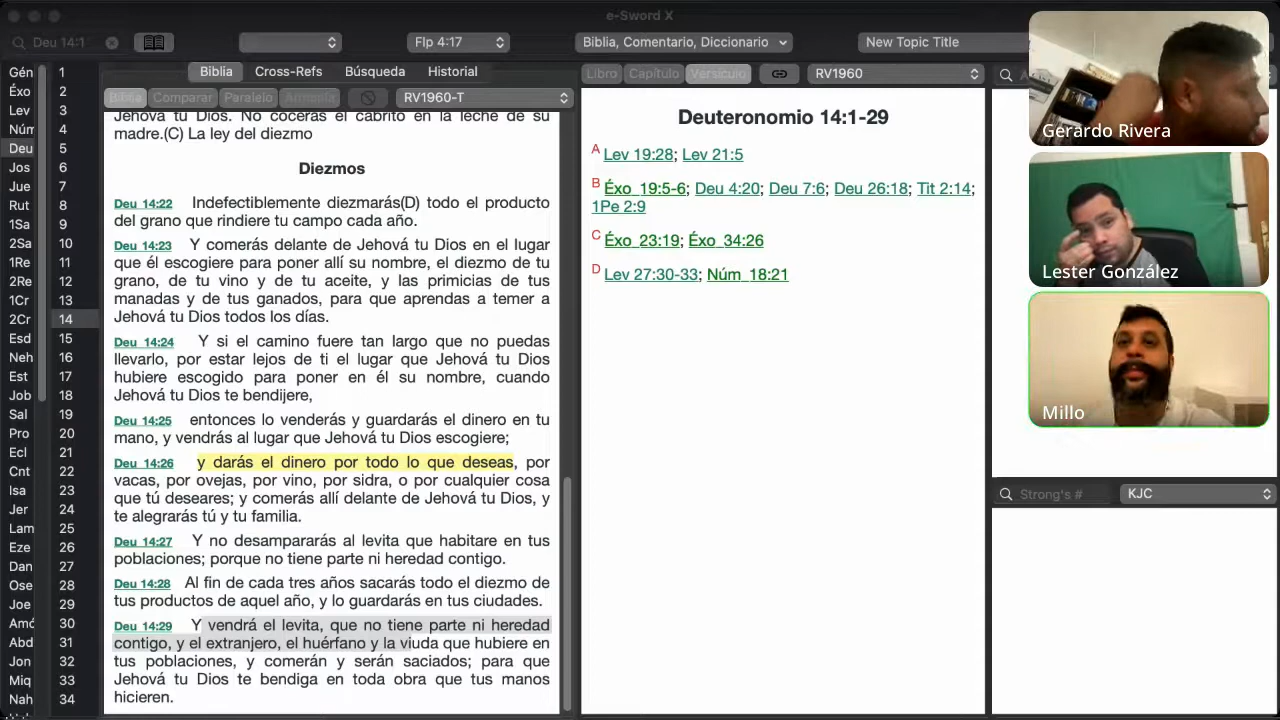 e-Sword X
Deu 14:1
Flp 4:17
Biblia, Comentario, Diccionario
New Topic Title
Gén
Éxo
Lev
Núm
Deu
Jos
Jue
Rut
1Sa
2Sa
1Re
2Re
1Cr
2Cr
Esd
Neh
Est
Job
Sal
Pro
Ecl
Cnt
Isa
Jer
Lam
Eze
Dan
Ose
Joe
Amó
Abd
Jon
Miq
Nah
1
2
3
4
5
6
7
8
9
10
11
12
13
14
15
16
17
18
19
20
21
22
23
24
25
26
27
28
29
30
31
32
33
34
Biblia Cross-Refs Búsqueda Historial
Biblia Comparar Paralelo Armonía RV1960-T
Jehová tu Dios. No cocerás el cabrito en la leche de su
madre.(C) La ley del diezmo
Diezmos
Deu 14:22 Indefectiblemente diezmarás(D) todo el producto
del grano que rindiere tu campo cada año.
Deu 14:23 Y comerás delante de Jehová tu Dios en el lugar
que él escogiere para poner allí su nombre, el diezmo de tu
grano, de tu vino y de tu aceite, y las primicias de tus
manadas y de tus ganados, para que aprendas a temer a
Jehová tu Dios todos los días.
Deu 14:24 Y si el camino fuere tan largo que no puedas
llevarlo, por estar lejos de ti el lugar que Jehová tu Dios
hubiere escogido para poner en él su nombre, cuando
Jehová tu Dios te bendijere,
Deu 14:25 entonces lo venderás y guardarás el dinero en tu
mano, y vendrás al lugar que Jehová tu Dios escogiere;
Deu 14:26 y darás el dinero por todo lo que deseas, por
vacas, por ovejas, por vino, por sidra, o por cualquier cosa
que tú deseares; y comerás allí delante de Jehová tu Dios, y
te alegrarás tú y tu familia.
Deu 14:27 Y no desampararás al levita que habitare en tus
poblaciones; porque no tiene parte ni heredad contigo.
Deu 14:28 Al fin de cada tres años sacarás todo el diezmo de
tus productos de aquel año, y lo guardarás en tus ciudades.
Deu 14:29 Y vendrá el levita, que no tiene parte ni heredad
contigo, y el extranjero, el huérfano y la viuda que hubiere en
tus poblaciones, y comerán y serán saciados; para que
Jehová tu Dios te bendiga en toda obra que tus manos
hicieren.
Libro Capítulo Versículo RV1960
Deuteronomio 14:1-29
A Lev 19:28; Lev 21:5
B Éxo 19:5-6; Deu 4:20; Deu 7:6; Deu 26:18; Tit 2:14;
1Pe 2:9
C Éxo 23:19; Éxo 34:26
D Lev 27:30-33; Núm 18:21
Gerardo Rivera
Lester González
Millo
Strong's # KJC